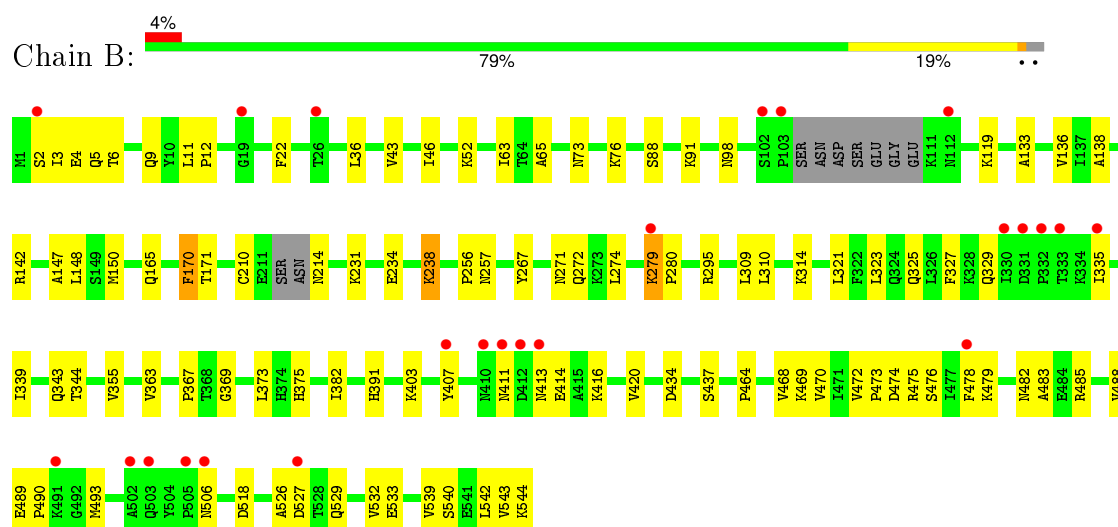 4%
Chain B:
79% 19% • •
M1 S2 I3 E4 Q5 T6 Q9 Y10 L11 P12 G19 F22 T26 L36 V43 I46 K52 I63 T64 A65 N73 K76 S88 K91 N98 S102 P103 SER ASN ASP SER GLU GLY GLU K111 N112 K119 A133 V136 I137 A138
R142 A147 L148 S149 M150 Q165 F170 T171 C210 E211 SER ASN N214 K231 E234 K238 P256 N257 Y267 N271 Q272 K273 L274 K279 P280 R295 L309 L310 K314 L321 F322 L323 Q324 Q325 L326 F327 K328 Q329 I330 D331 P332 T333 K334 I335
I339 Q343 T344 V355 V363 P367 T368 G369 L373 H374 H375 I382 H391 K403 Y407 N410 N411 D412 N413 E414 A415 K416 V420 D434 S437 P464 V468 K469 V470 I471 V472 P473 D474 R475 S476 I477 F478 K479 N482 A483 E484 R485 V488
E489 P490 K491 G492 M493 A502 Q503 Y504 P505 N506 D518 A526 D527 T528 Q529 V532 E533 V539 S540 E541 L542 V543 K544